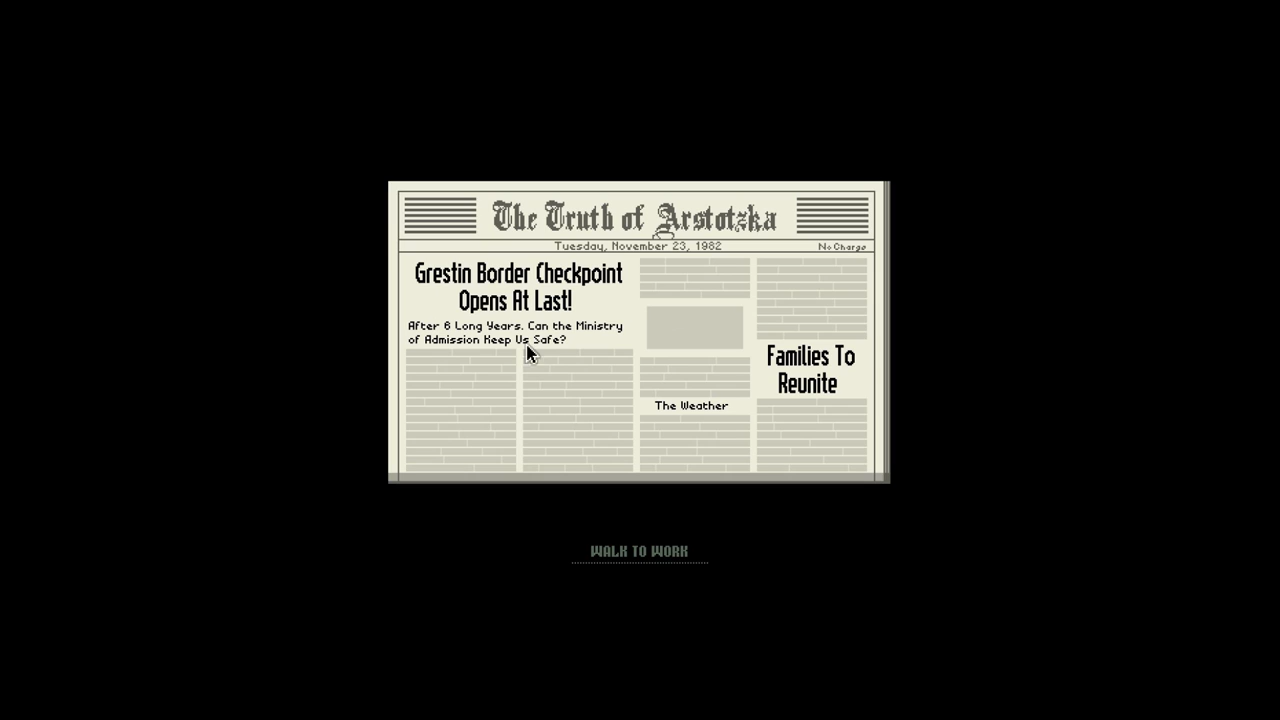 The Truth of Arstotzka
Tuesday, November 23, 1982
No Charge
Grestin Border Checkpoint
Opens At Last!
After 6 Long Years. Can the Ministry
of Admission Keep Us Safe?
The Weather
Families To
Reunite
WALK TO WORK